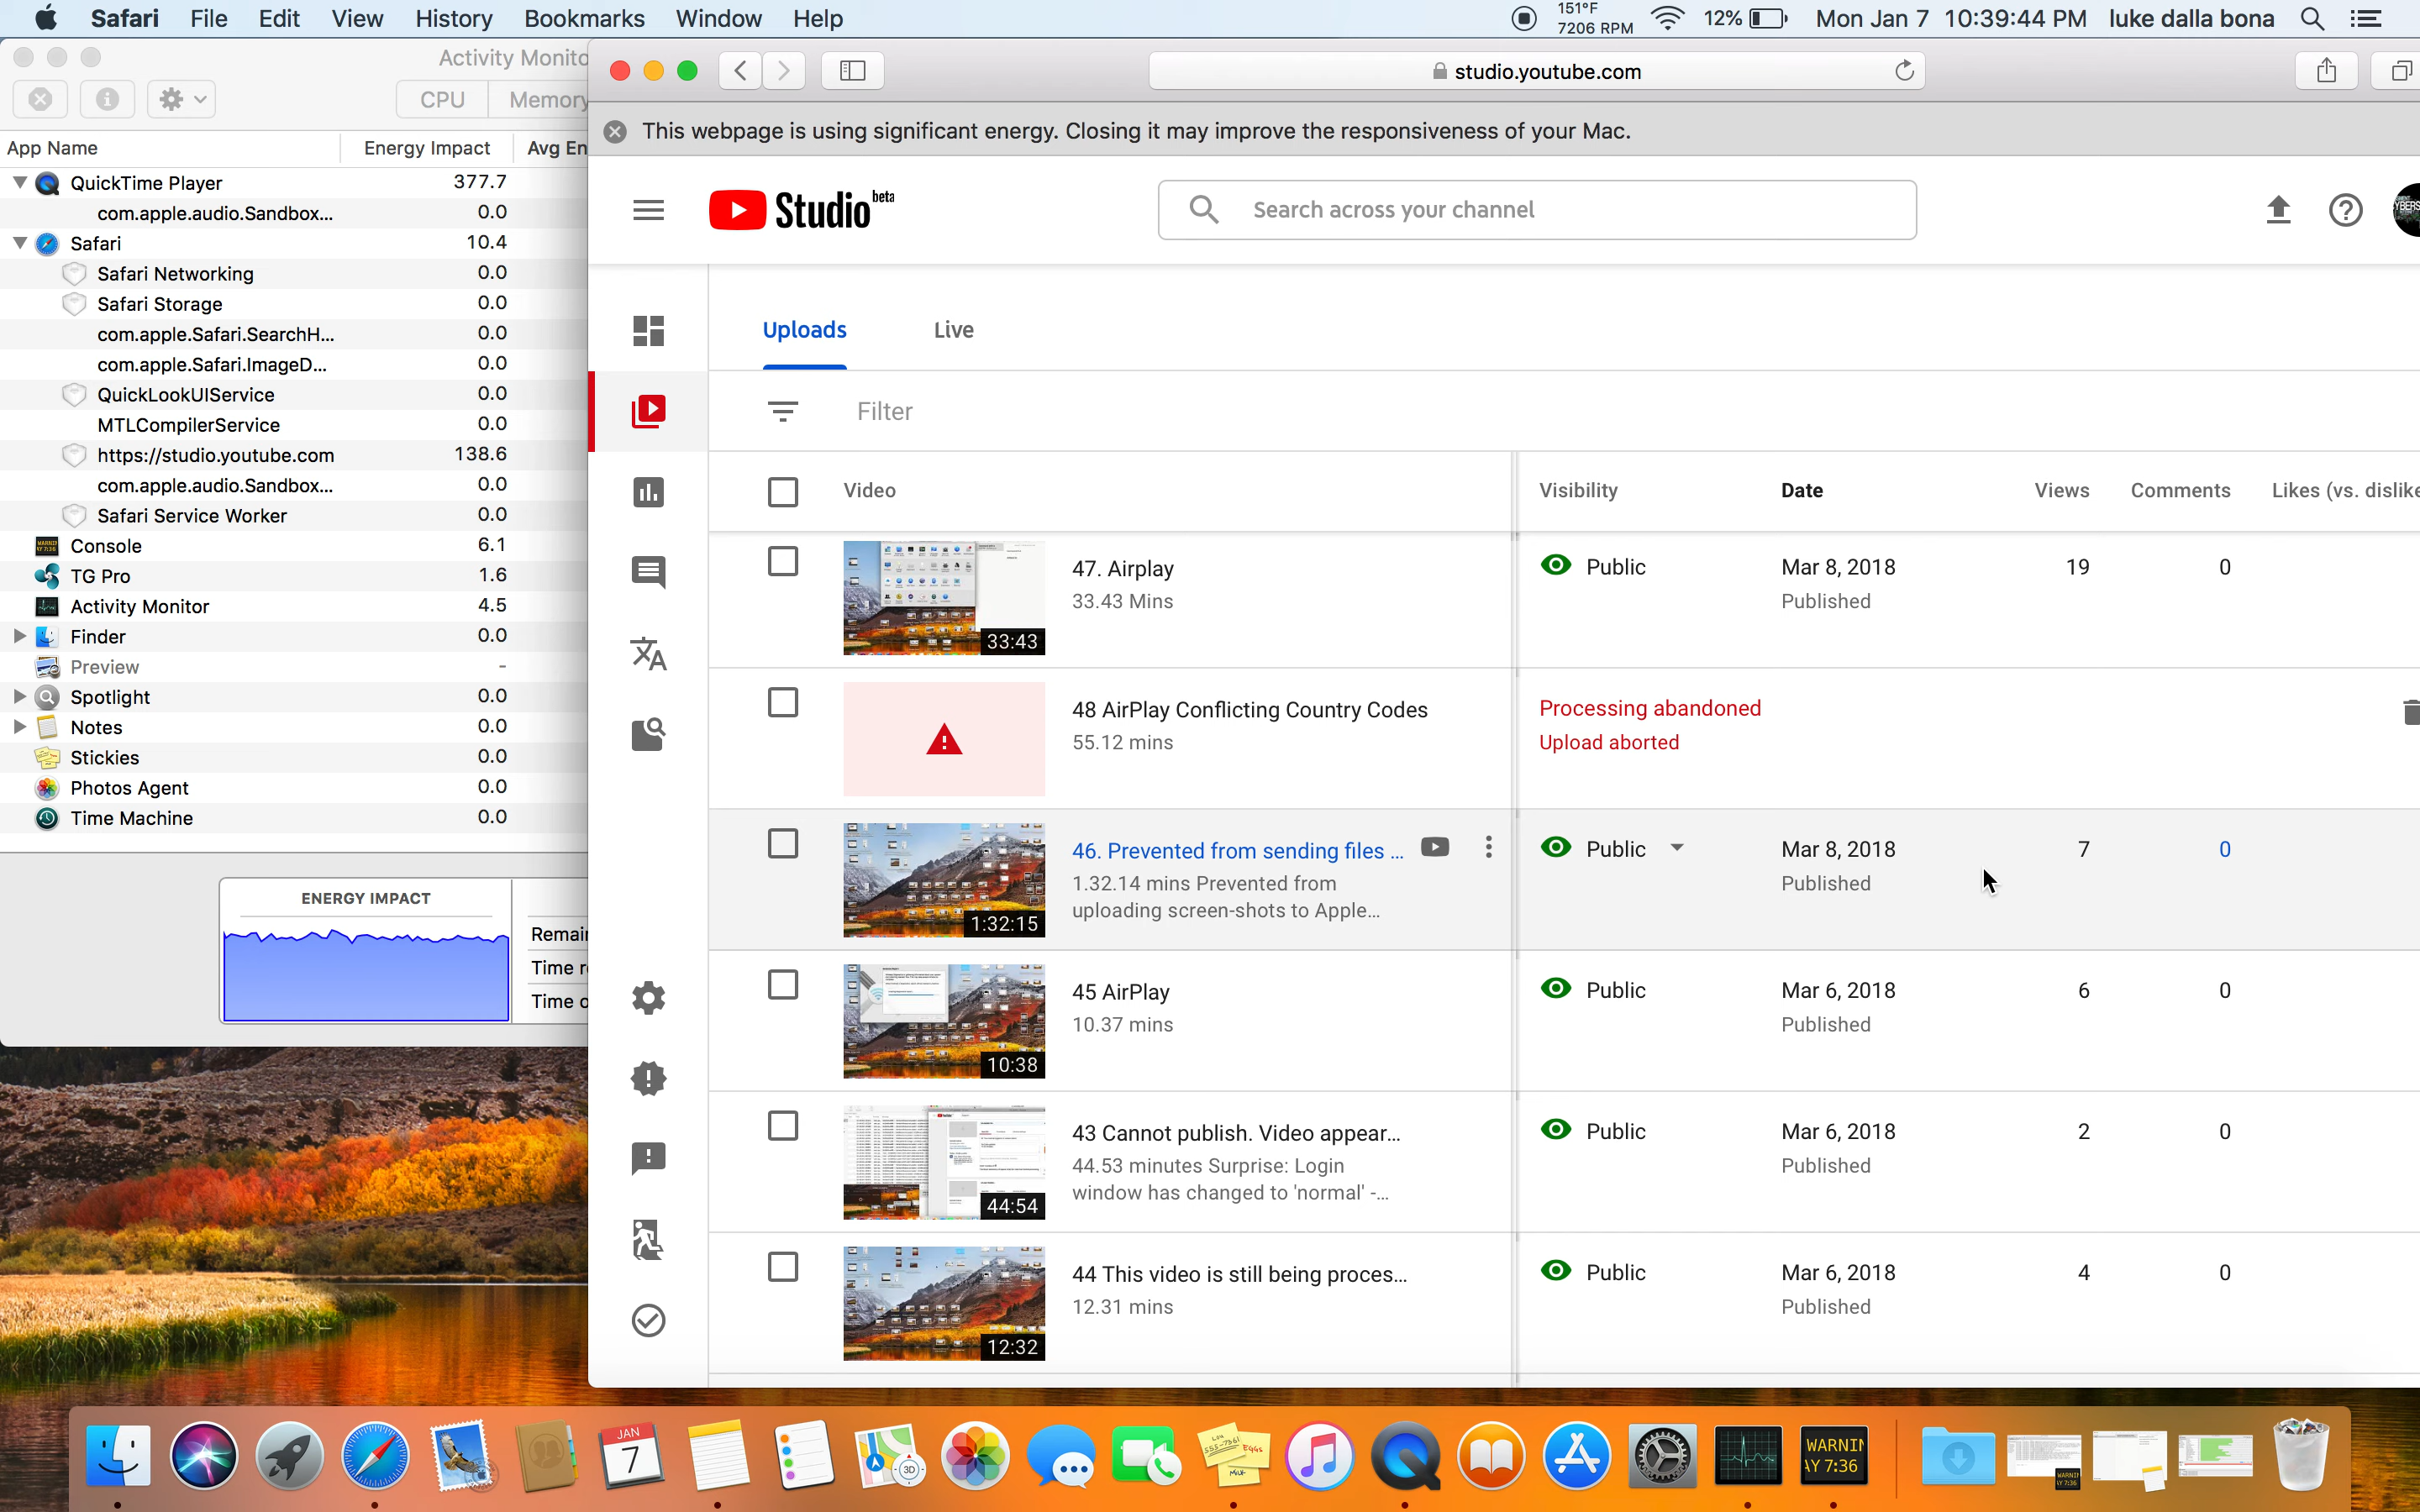 Safari File Edit View History Bookmarks Window Help
151°F
7206 RPM
12% Mon Jan 7 10:39:44 PM luke dalla bona
Activity Monito
CPU Memory
App Name Energy Impact Avg En
QuickTime Player 377.7
com.apple.audio.Sandbox... 0.0
Safari 10.4
Safari Networking 0.0
Safari Storage 0.0
com.apple.Safari.SearchH... 0.0
com.apple.Safari.ImageD... 0.0
QuickLookUIService 0.0
MTLCompilerService 0.0
https://studio.youtube.com 138.6
com.apple.audio.Sandbox... 0.0
Safari Service Worker 0.0
Console 6.1
TG Pro 1.6
Activity Monitor 4.5
Finder 0.0
Preview -
Spotlight 0.0
Notes 0.0
Stickies 0.0
Photos Agent 0.0
Time Machine 0.0
ENERGY IMPACT
Remai
Time r
Time o
studio.youtube.com
This webpage is using significant energy. Closing it may improve the responsiveness of your Mac.
Studio beta
Search across your channel
Uploads Live
Filter
Video Visibility Date Views Comments Likes (vs. dislike
47. Airplay Public Mar 8, 2018 19 0
33.43 Mins Published
33:43
48 AirPlay Conflicting Country Codes Processing abandoned
55.12 mins Upload aborted
46. Prevented from sending files ... Public Mar 8, 2018 7 0
1.32.14 mins Prevented from Published
uploading screen-shots to Apple...
1:32:15
45 AirPlay Public Mar 6, 2018 6 0
10.37 mins Published
10:38
43 Cannot publish. Video appear... Public Mar 6, 2018 2 0
44.53 minutes Surprise: Login Published
window has changed to 'normal' -...
44:54
44 This video is still being proces... Public Mar 6, 2018 4 0
12.31 mins Published
12:32
JAN
7
3D
WARNIN
AY 7:36